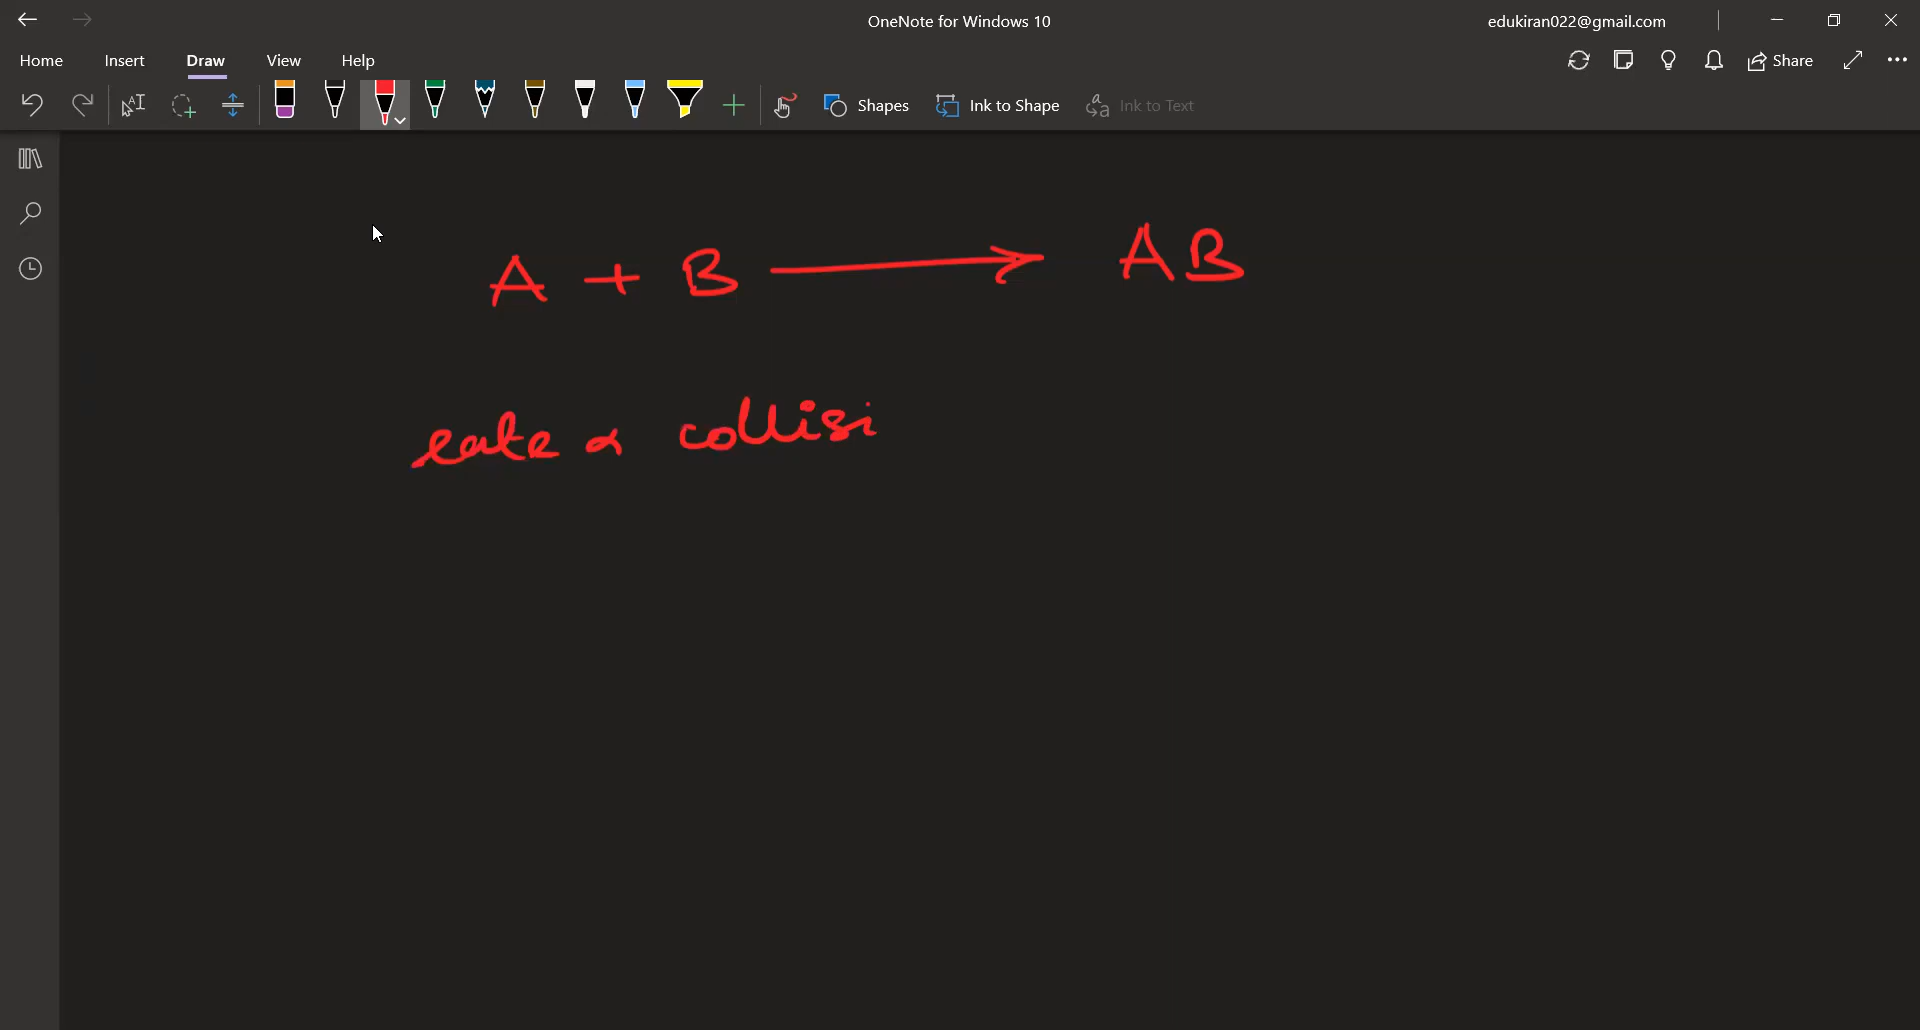 OneNote for Windows 10
edukiran022@gmail.com
Home Insert Draw View Help
Share
Shapes
Ink to Shape
Ink to Text
A + B → AB
rate ∝ collisi